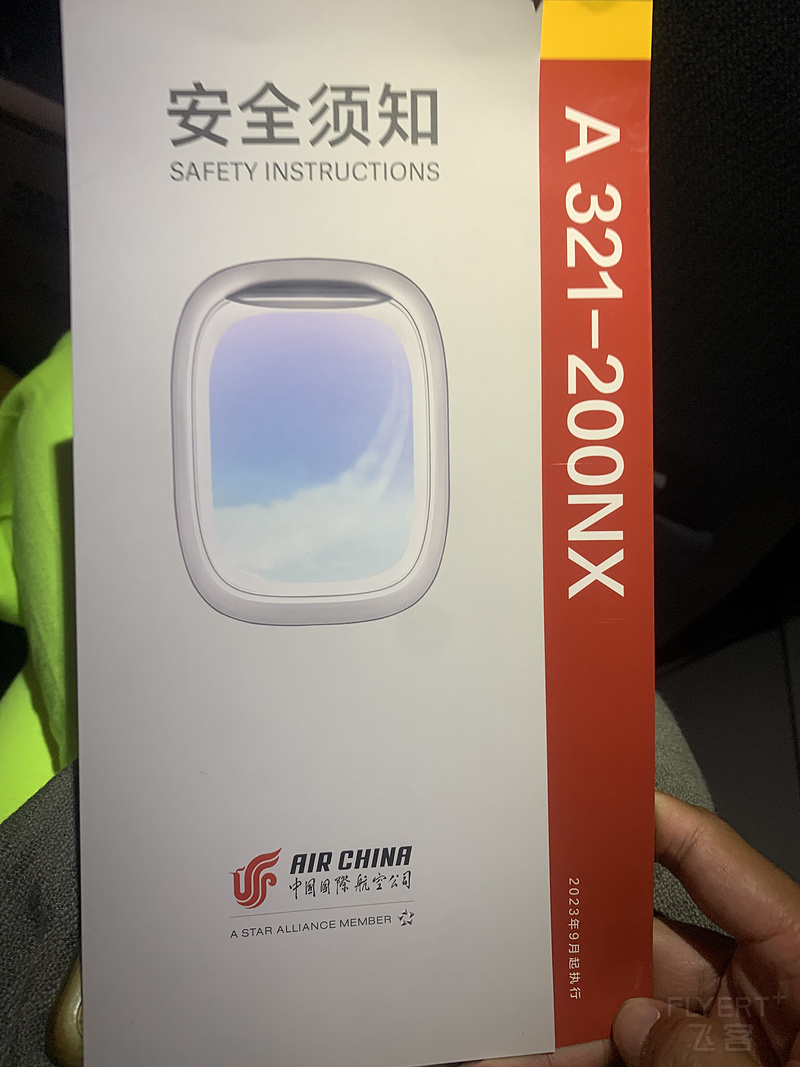 安全须知
SAFETY INSTRUCTIONS
A 321-200NX
AIR CHINA
中国国際航空公司
A STAR ALLIANCE MEMBER
2023年9月起执行
FLYERT+
飞客